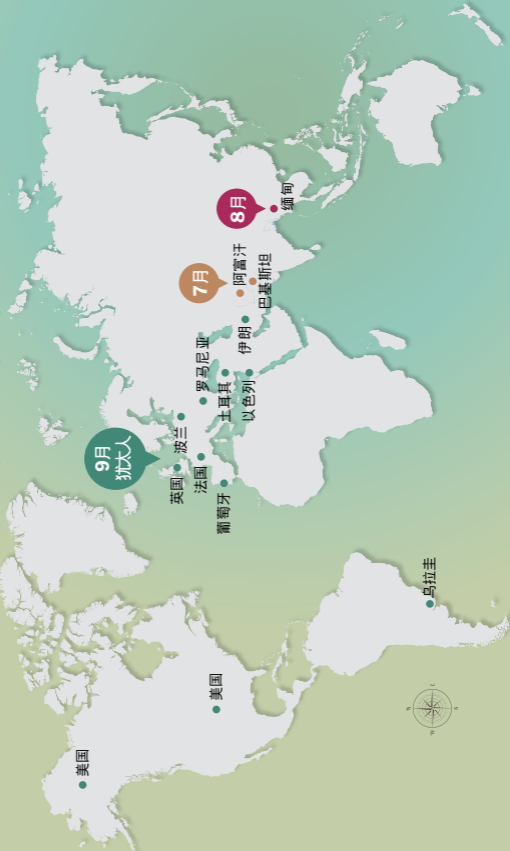 8月
缅甸
7月
阿富汗
巴基斯坦
伊朗
罗马尼亚
土耳其
以色列
9月
犹太人
波兰
英国
法国
葡萄牙
美国
美国
乌拉圭
N
E
S
W